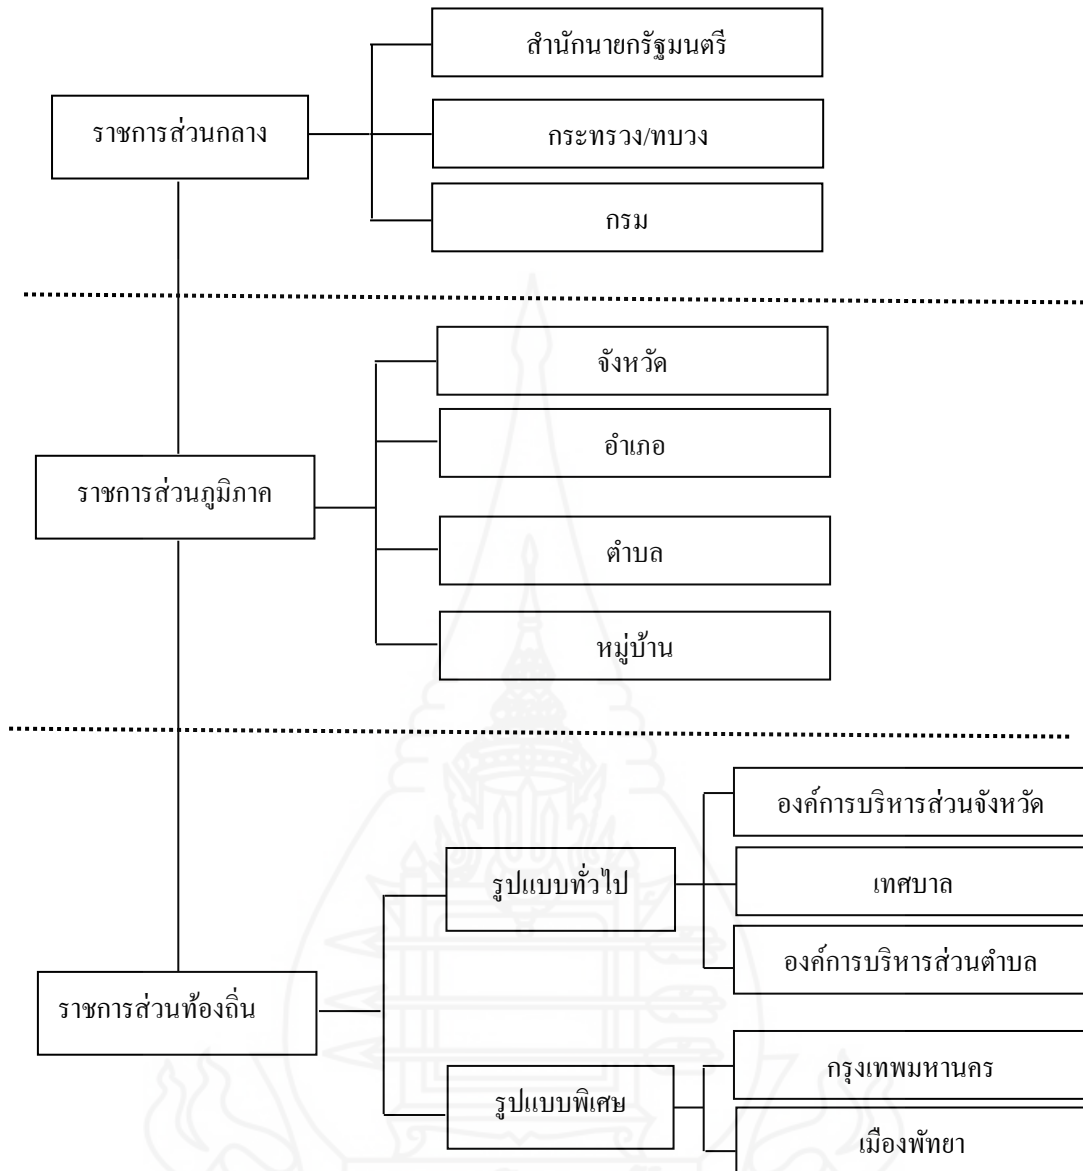 สำนักนายกรัฐมนตรี
ราชการส่วนกลาง
กระทรวง/ทบวง
กรม
จังหวัด
อำเภอ
ราชการส่วนภูมิภาค
ตำบล
หมู่บ้าน
องค์การบริหารส่วนจังหวัด
รูปแบบทั่วไป
เทศบาล
องค์การบริหารส่วนตำบล
ราชการส่วนท้องถิ่น
กรุงเทพมหานคร
รูปแบบพิเศษ
เมืองพัทยา